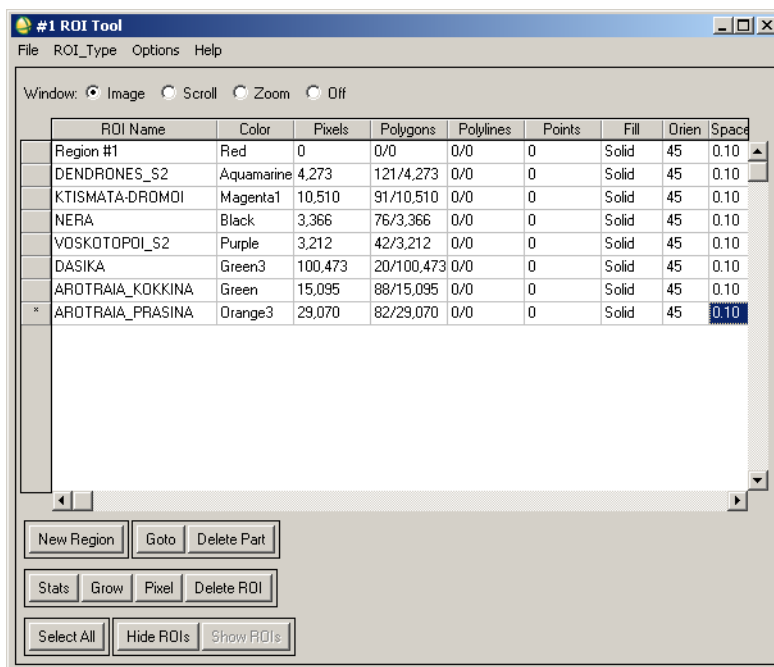 #1 ROI Tool
File ROI_Type Options Help
Window: Image Scroll Zoom Off
ROI Name Color Pixels Polygons Polylines Points Fill Orien Space
Region #1 Red 0 0/0 0/0 0 Solid 45 0.10
DENDRONES_S2 Aquamarine 4,273 121/4,273 0/0 0 Solid 45 0.10
KTISMATA-DROMOI Magenta1 10,510 91/10,510 0/0 0 Solid 45 0.10
NERA Black 3,366 76/3,366 0/0 0 Solid 45 0.10
VOSKOTOPOI_S2 Purple 3,212 42/3,212 0/0 0 Solid 45 0.10
DASIKA Green3 100,473 20/100,473 0/0 0 Solid 45 0.10
AROTRAIA_KOKKINA Green 15,095 88/15,095 0/0 0 Solid 45 0.10
* AROTRAIA_PRASINA Orange3 29,070 82/29,070 0/0 0 Solid 45 0.10
New Region Goto Delete Part
Stats Grow Pixel Delete ROI
Select All Hide ROIs Show ROIs